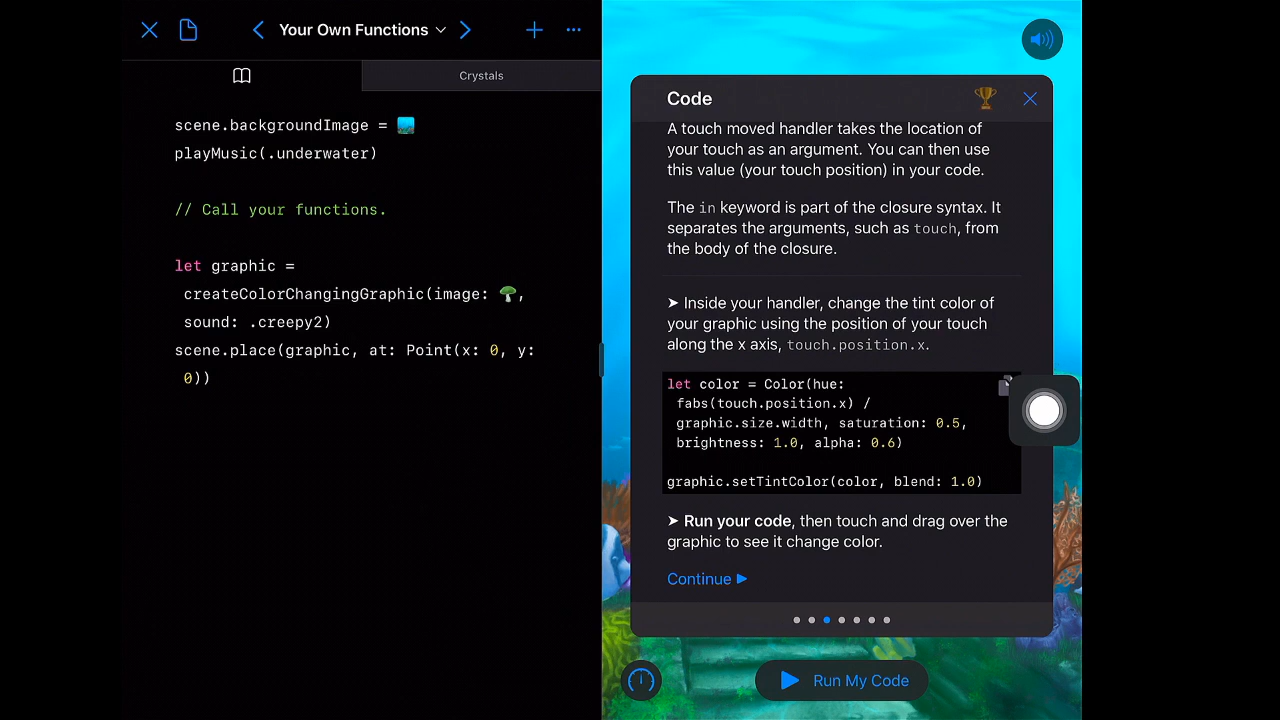 Your Own Functions
Crystals
scene.backgroundImage =
playMusic(.underwater)
// Call your functions.
let graphic =
createColorChangingGraphic(image: ,
sound: .creepy2)
scene.place(graphic, at: Point(x: 0, y:
0))
Code
A touch moved handler takes the location
of your touch as an argument. You can then use
this value (your touch position) in your code.
The in keyword is part of the closure syntax. It
separates the arguments, such as touch, from
the body of the closure.
➤ Inside your handler, change the tint color of
your graphic using the position of your touch
along the x axis, touch.position.x.
let color = Color(hue:
fabs(touch.position.x) /
graphic.size.width, saturation: 0.5,
brightness: 1.0, alpha: 0.6)
graphic.setTintColor(color, blend: 1.0)
➤ Run your code, then touch and drag over the
graphic to see it change color.
Continue
Run My Code